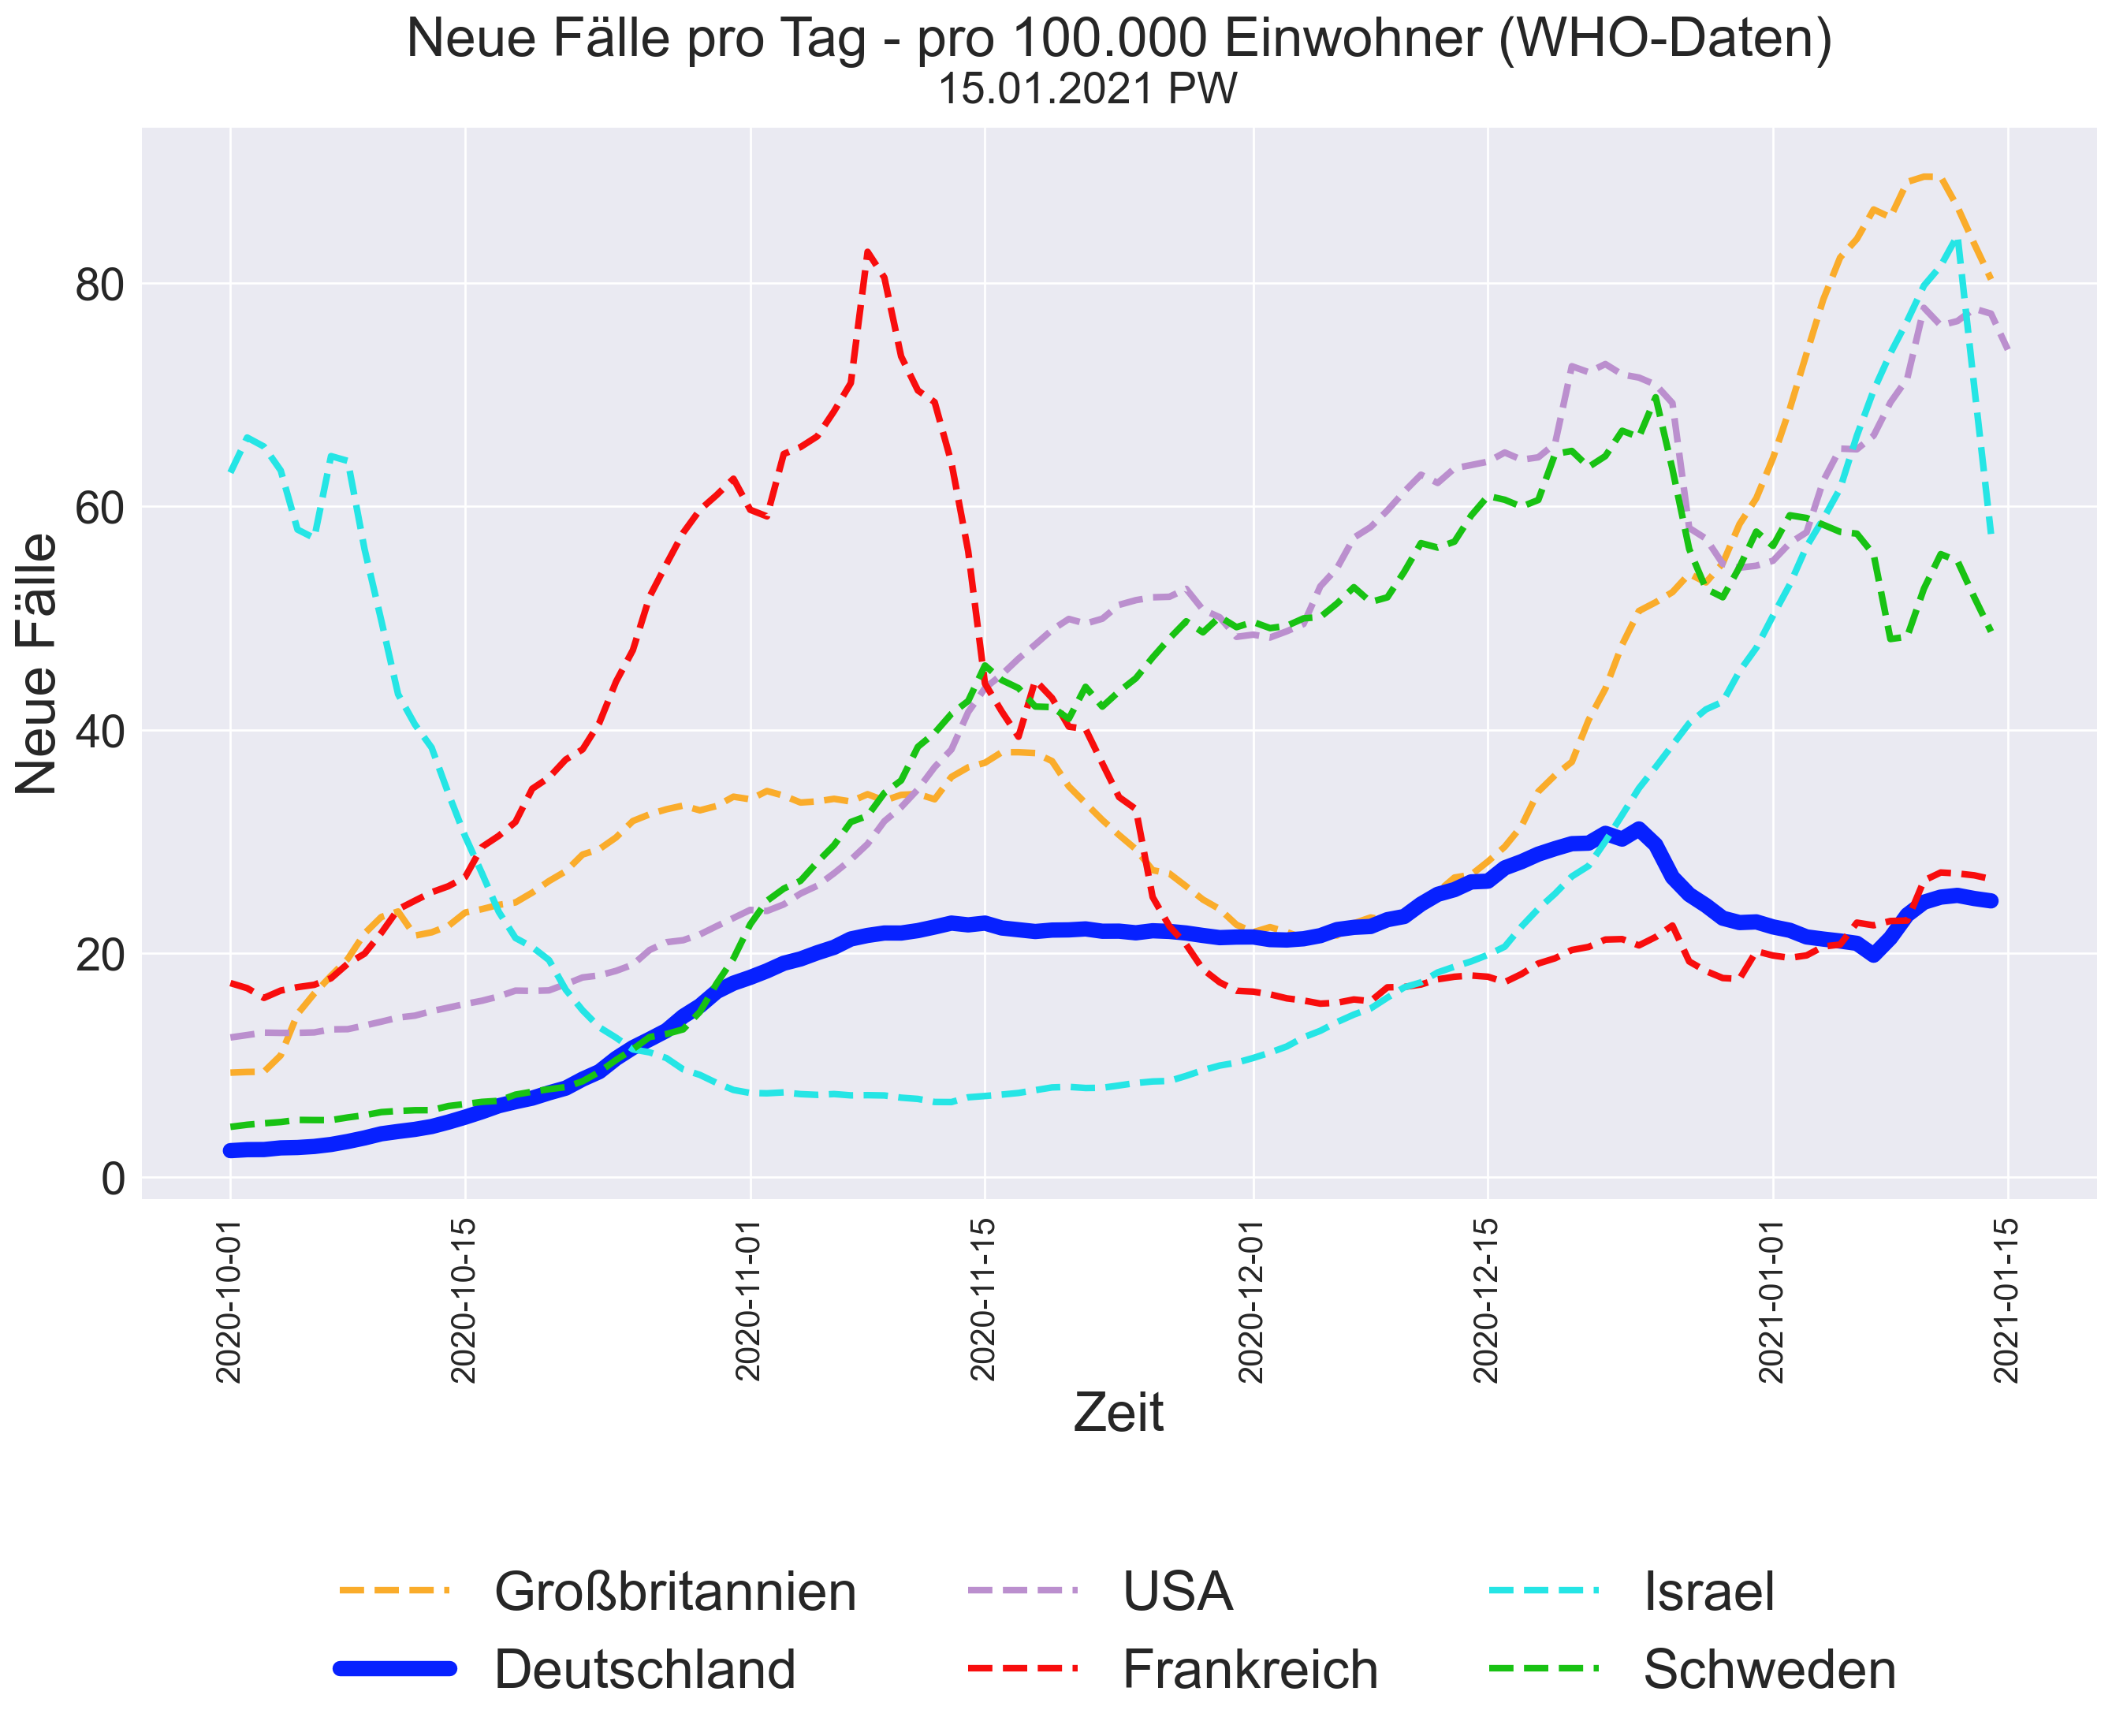 Neue Fälle pro Tag - pro 100.000 Einwohner (WHO-Daten)
15.01.2021 PW
Neue Fälle
80
60
40
20
0
2020-10-01
2020-10-15
2020-11-01
2020-11-15
2020-12-01
2020-12-15
2021-01-01
2021-01-15
Zeit
Großbritannien
USA
Israel
Deutschland
Frankreich
Schweden